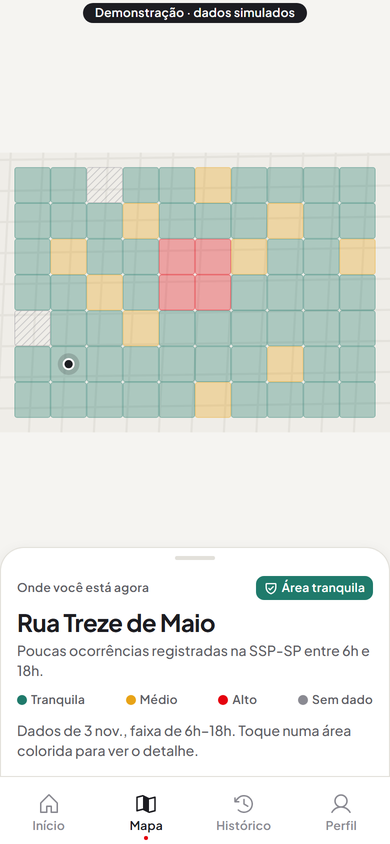 Demonstração · dados simulados
Onde você está agora
Área tranquila
Rua Treze de Maio
Poucas ocorrências registradas na SSP-SP entre 6h e
18h.
Tranquila
Médio
Alto
Sem dado
Dados de 3 nov., faixa de 6h–18h. Toque numa área
colorida para ver o detalhe.
Início
Mapa
Histórico
Perfil